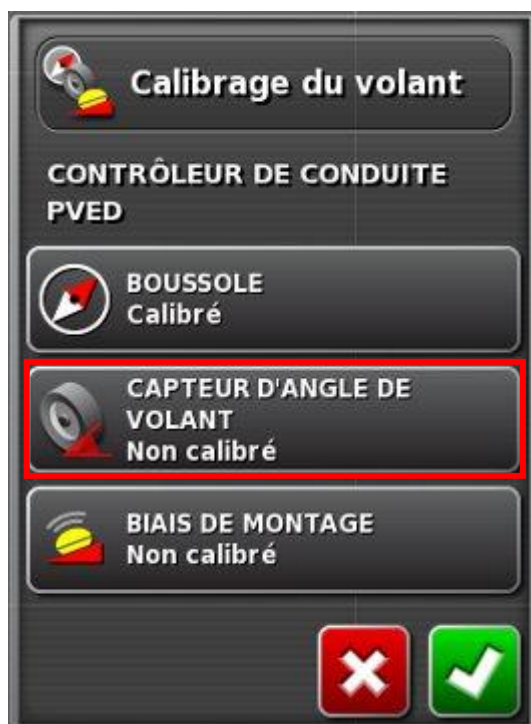 Calibrage du volant
CONTRÔLEUR DE CONDUITE
PVED
BOUSSOLE
Calibré
CAPTEUR D'ANGLE DE
VOLANT
Non calibré
BIAIS DE MONTAGE
Non calibré